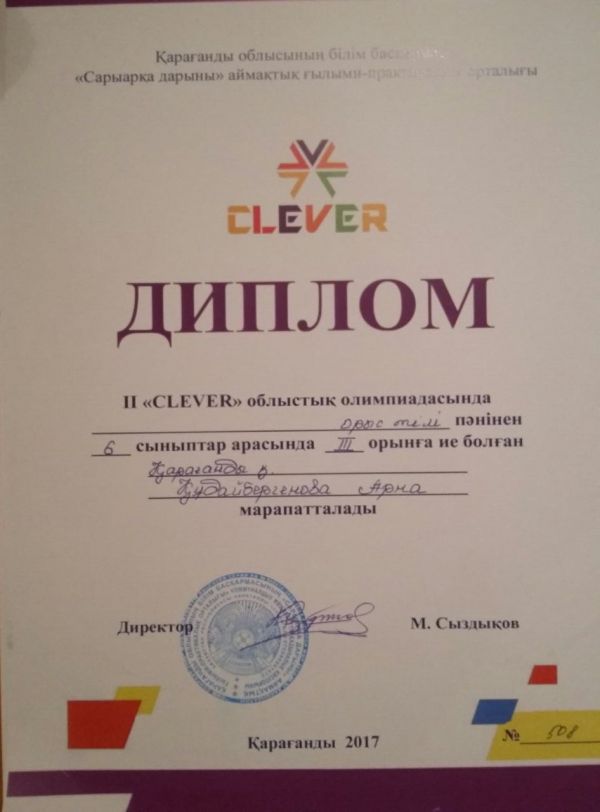 Қарағанды облысының білім
«Сарыарқа дарыны» аймақтық ғылыми-практикалық орталығы
CLEVER
ДИПЛОМ
II «CLEVER» облыстық олимпиадасында
орыс тілі пәнінен
6 сыныптар арасында III орынға ие болған
Қарағанды қ.
Құдайбергенова Арна
марапатталады
Директор М. Сыздықов
Қарағанды 2017
№ 508